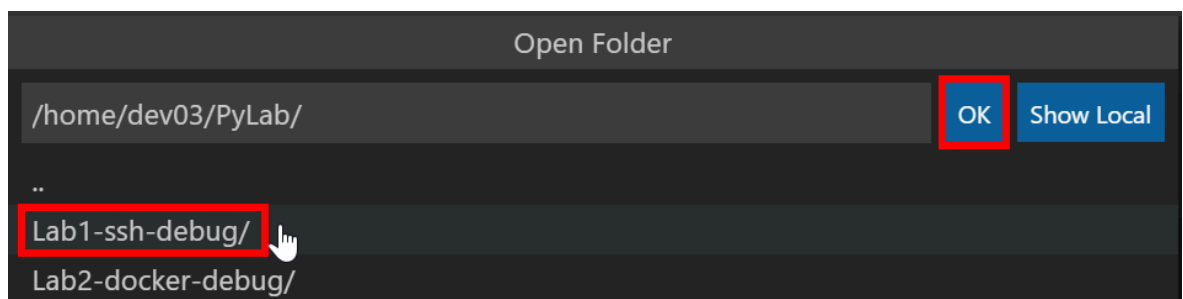 Open Folder
/home/dev03/PyLab/ OK Show Local
..
Lab1-ssh-debug/
Lab2-docker-debug/